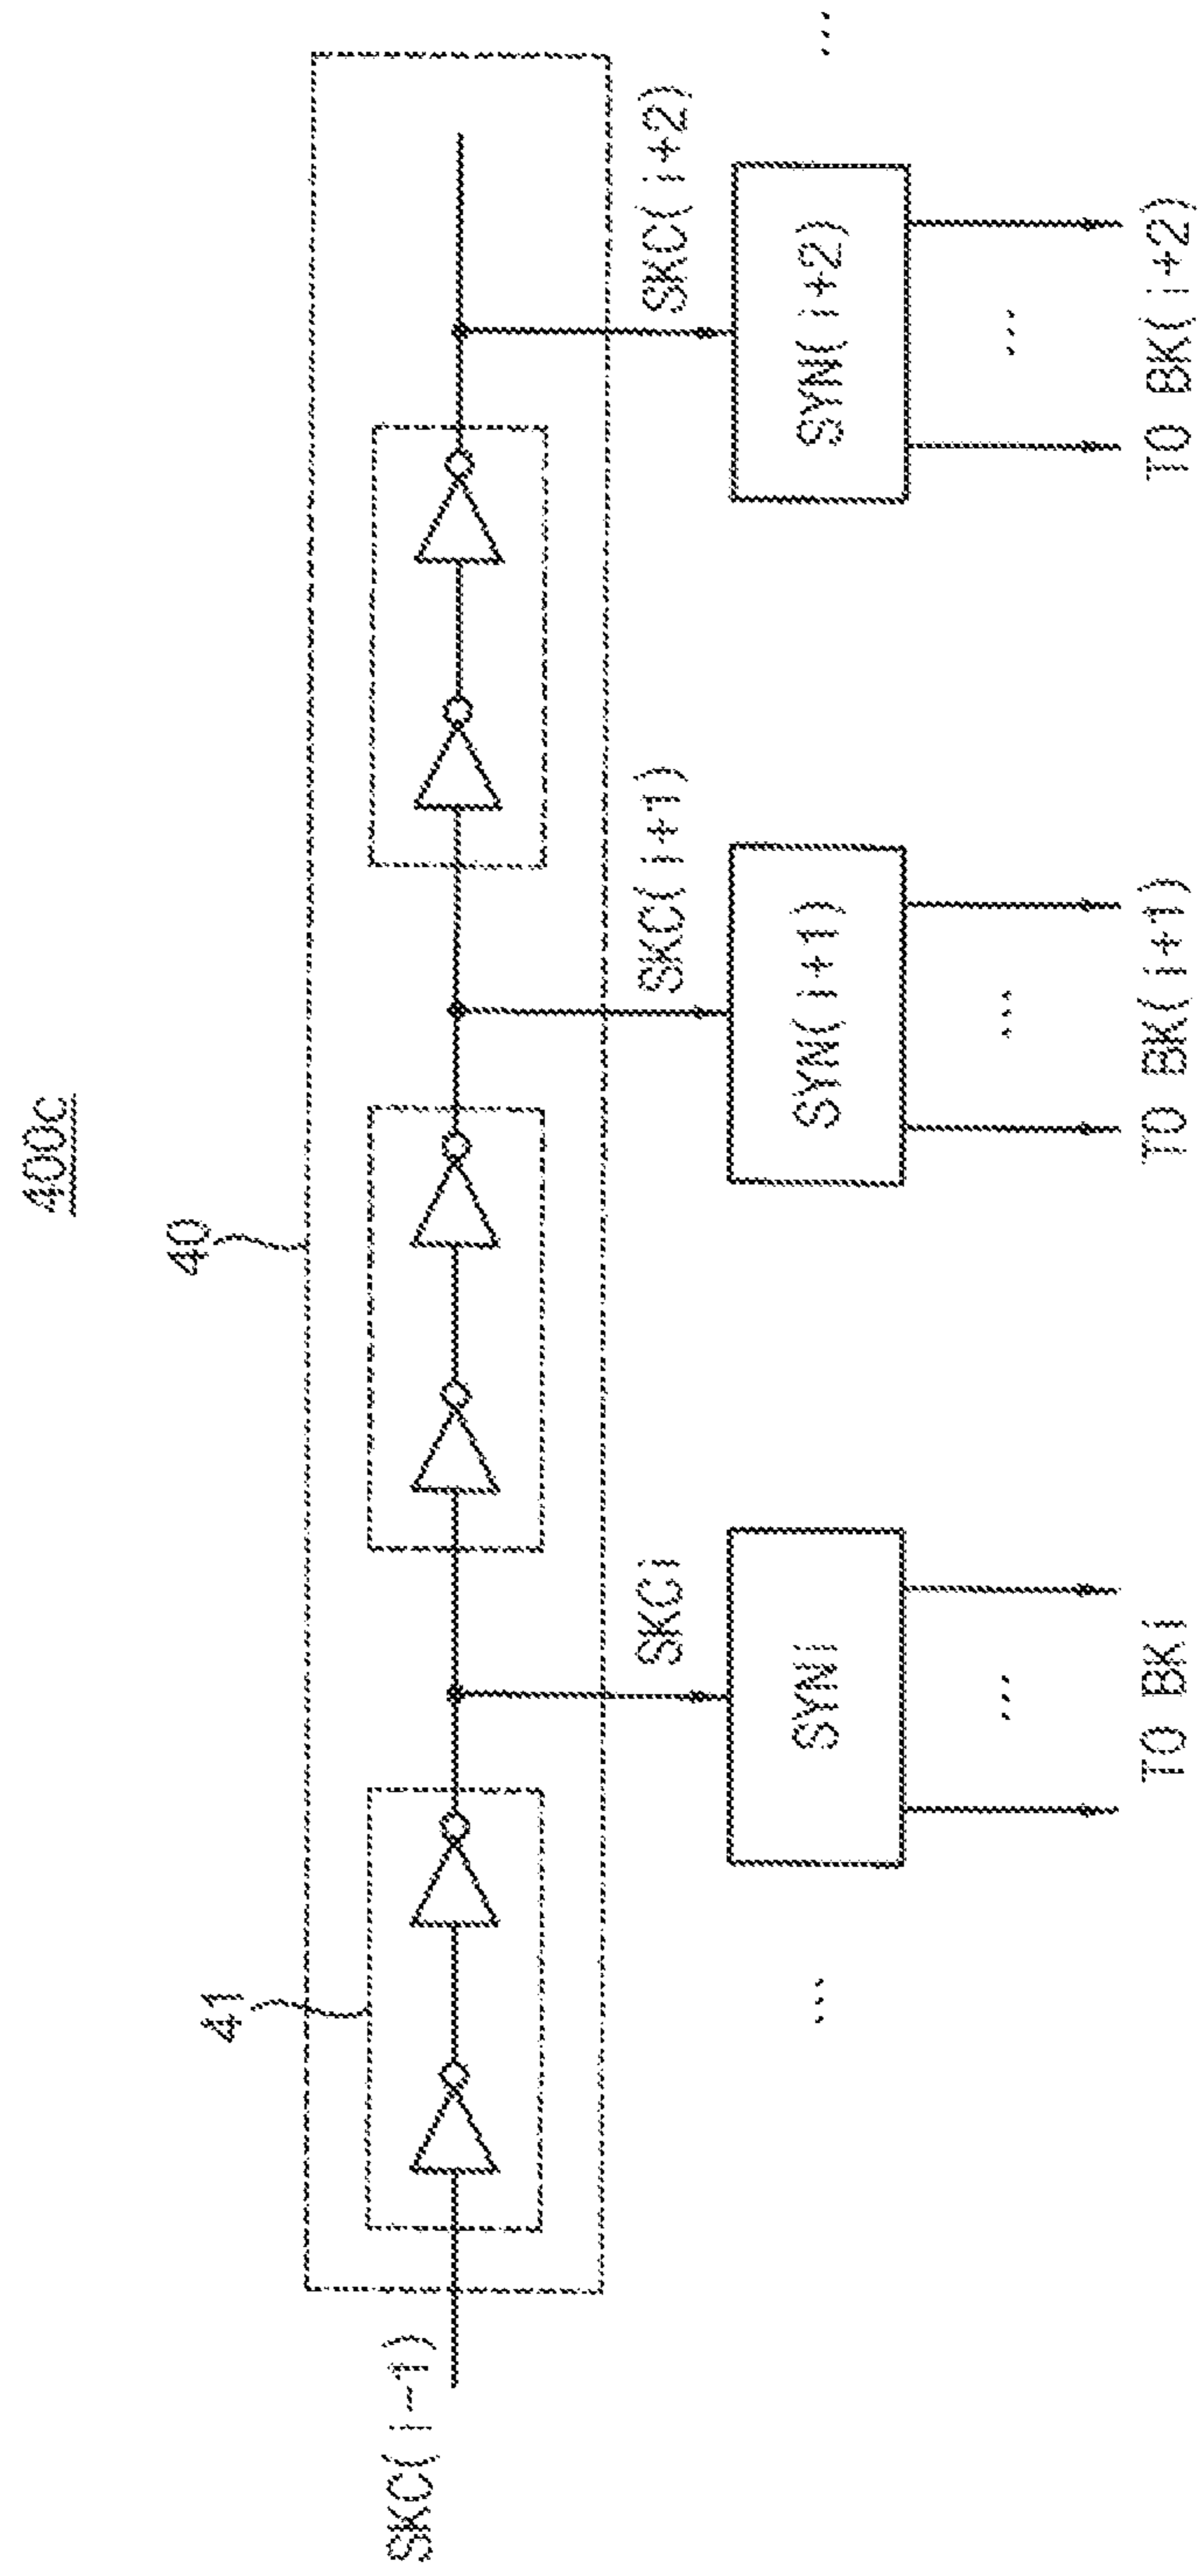 400c
40
41
SKC(i-1)
SKCi
SKC(i+1)
SKC(i+2)
...
SYNi
SYN(i+1)
SYN(i+2)
...
...
...
...
TO BKi
TO BK(i+1)
TO BK(i+2)